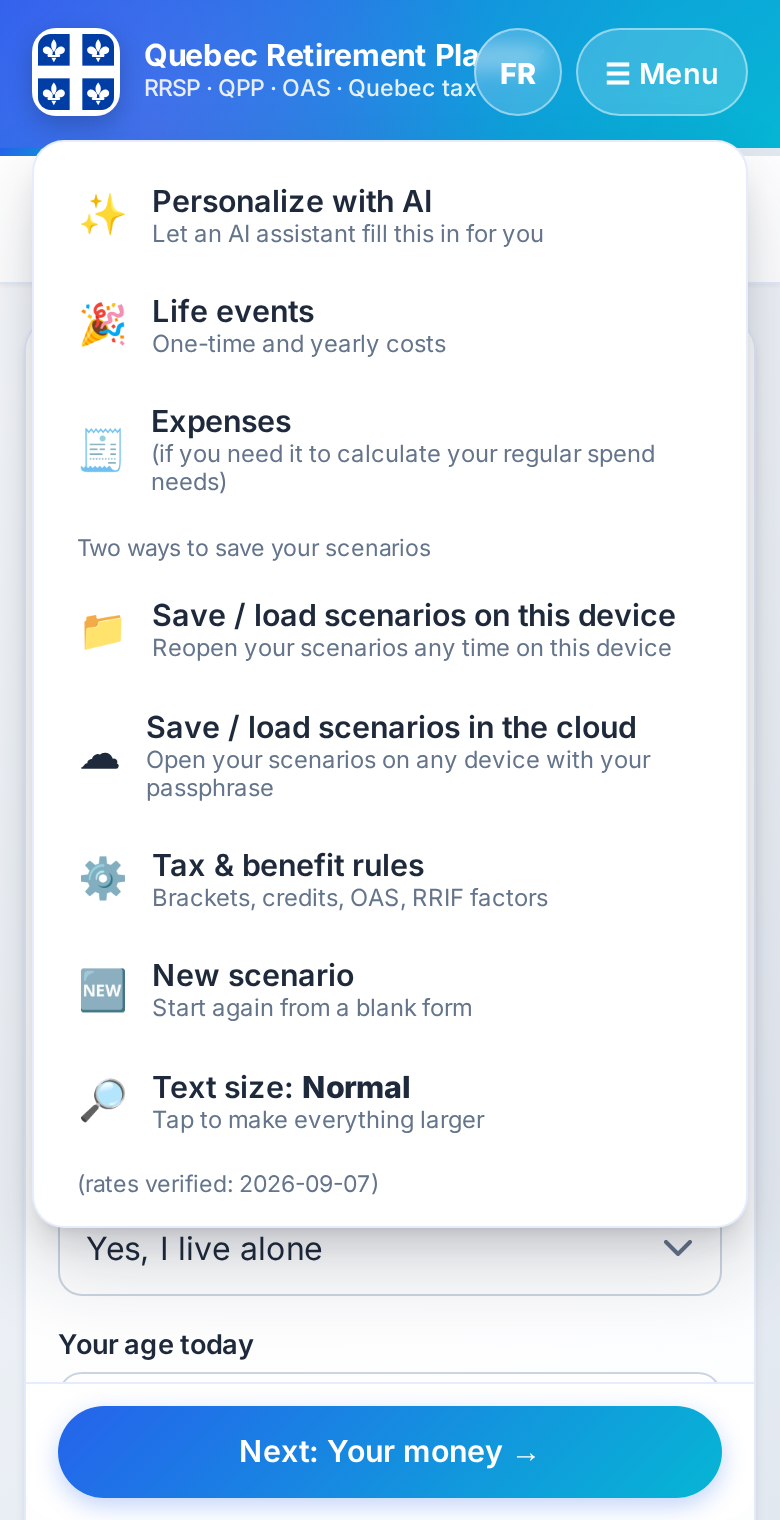 Quebec Retirement Pla
RRSP · QPP · OAS · Quebec tax
FR
☰ Menu
Personalize with AI
Let an AI assistant fill this in for you
Life events
One-time and yearly costs
Expenses
(if you need it to calculate your regular spend
needs)
Two ways to save your scenarios
Save / load scenarios on this device
Reopen your scenarios any time on this device
Save / load scenarios in the cloud
Open your scenarios on any device with your
passphrase
Tax & benefit rules
Brackets, credits, OAS, RRIF factors
NEW
New scenario
Start again from a blank form
Text size: Normal
Tap to make everything larger
(rates verified: 2026-09-07)
Yes, I live alone
Your age today
Next: Your money →